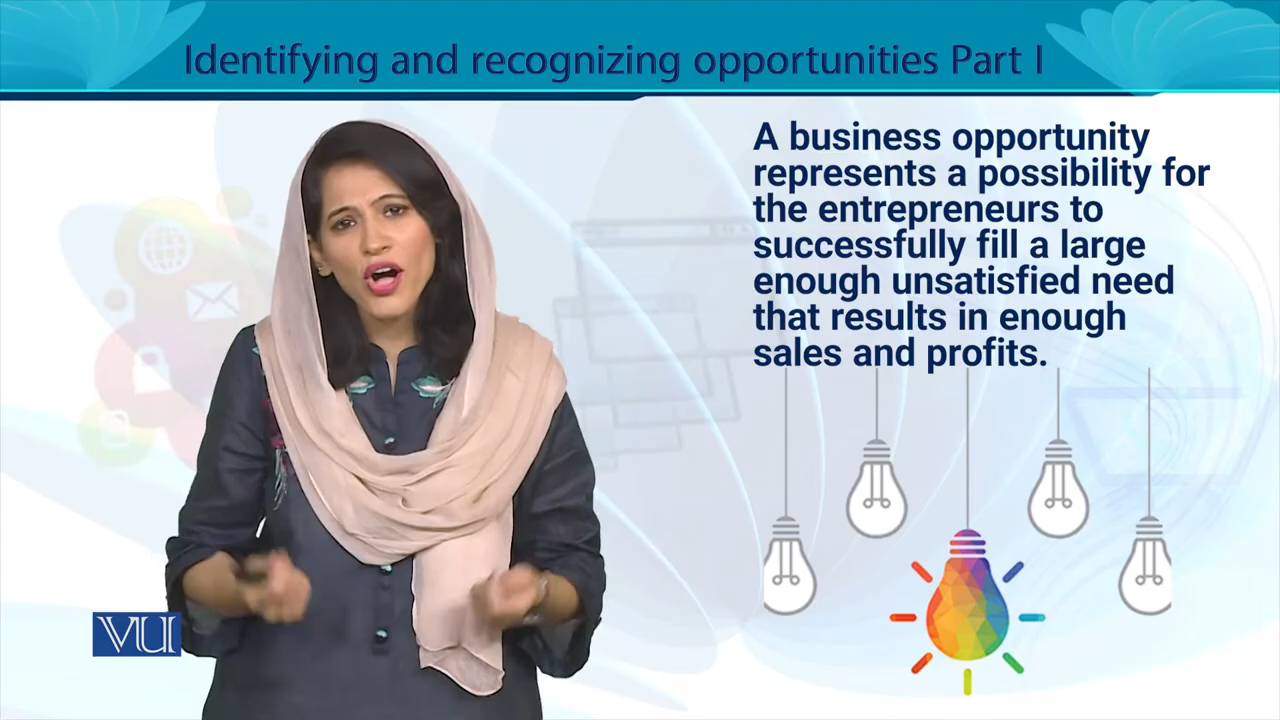 Identifying and recognizing opportunities Part I
A business opportunity
represents a possibility for
the entrepreneurs to
successfully fill a large
enough unsatisfied need
that results in enough
sales and profits.
VU